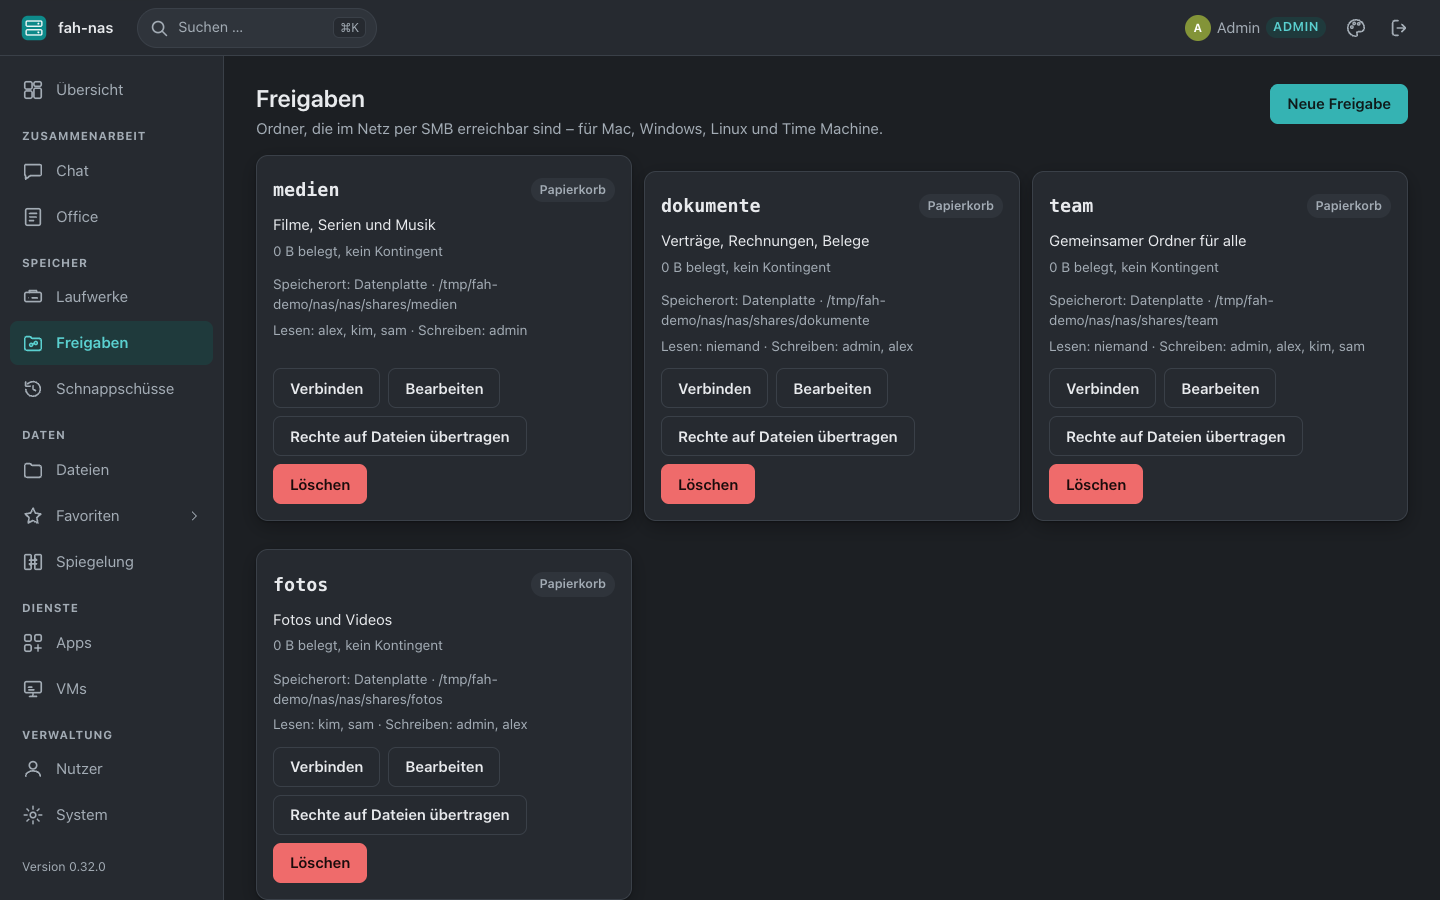 fah-nas
Suchen ...
⌘K
A
Admin
ADMIN
Übersicht
ZUSAMMENARBEIT
Chat
Office
SPEICHER
Laufwerke
Freigaben
Schnappschüsse
DATEN
Dateien
Favoriten
Spiegelung
DIENSTE
Apps
VMs
VERWALTUNG
Nutzer
System
Version 0.32.0
Freigaben
Ordner, die im Netz per SMB erreichbar sind – für Mac, Windows, Linux und Time Machine.
Neue Freigabe
medien
Papierkorb
Filme, Serien und Musik
0 B belegt, kein Kontingent
Speicherort: Datenplatte · /tmp/fah-
demo/nas/nas/shares/medien
Lesen: alex, kim, sam · Schreiben: admin
Verbinden
Bearbeiten
Rechte auf Dateien übertragen
Löschen
dokumente
Papierkorb
Verträge, Rechnungen, Belege
0 B belegt, kein Kontingent
Speicherort: Datenplatte · /tmp/fah-
demo/nas/nas/shares/dokumente
Lesen: niemand · Schreiben: admin, alex
Verbinden
Bearbeiten
Rechte auf Dateien übertragen
Löschen
team
Papierkorb
Gemeinsamer Ordner für alle
0 B belegt, kein Kontingent
Speicherort: Datenplatte · /tmp/fah-
demo/nas/nas/shares/team
Lesen: niemand · Schreiben: admin, alex, kim, sam
Verbinden
Bearbeiten
Rechte auf Dateien übertragen
Löschen
fotos
Papierkorb
Fotos und Videos
0 B belegt, kein Kontingent
Speicherort: Datenplatte · /tmp/fah-
demo/nas/nas/shares/fotos
Lesen: kim, sam · Schreiben: admin, alex
Verbinden
Bearbeiten
Rechte auf Dateien übertragen
Löschen